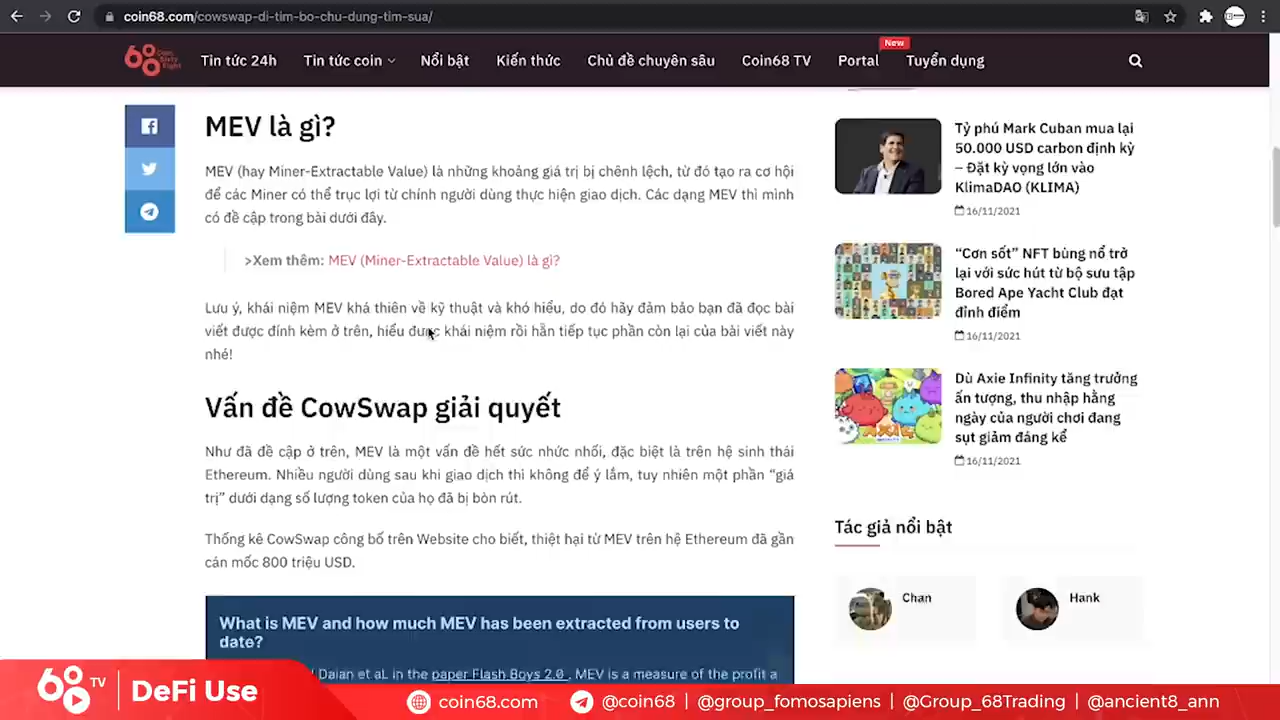 coin68.com/cowswap-di-tim-bo-chu-dung-tim-sua/
68
Coin Sixty Eight
Tin tức 24h
Tin tức coin
Nổi bật
Kiến thức
Chủ đề chuyên sâu
Coin68 TV
Portal
New
Tuyển dụng
MEV là gì?
MEV (hay Miner-Extractable Value) là những khoảng giá trị bị chênh lệch, từ đó tạo ra cơ hội
để các Miner có thể trục lợi từ chính người dùng thực hiện giao dịch. Các dạng MEV thì mình
có đề cập trong bài dưới đây.
>Xem thêm: MEV (Miner-Extractable Value) là gì?
Lưu ý, khái niệm MEV khá thiên về kỹ thuật và khó hiểu, do đó hãy đảm bảo bạn đã đọc bài
viết được đính kèm ở trên, hiểu được khái niệm rồi hẵn tiếp tục phần còn lại của bài viết này
nhé!
Vấn đề CowSwap giải quyết
Như đã đề cập ở trên, MEV là một vấn đề hết sức nhức nhối, đặc biệt là trên hệ sinh thái
Ethereum. Nhiều người dùng sau khi giao dịch thì không để ý lắm, tuy nhiên một phần “giá
trị” dưới dạng số lượng token của họ đã bị bòn rút.
Thống kê CowSwap công bố trên Website cho biết, thiệt hại từ MEV trên hệ Ethereum đã gần
cán mốc 800 triệu USD.
What is MEV and how much MEV has been extracted from users to
date?
Daian et al. in the paper Flash Boys 2.0 , MEV is a measure of the profit a
Tỷ phú Mark Cuban mua lại
50.000 USD carbon định kỳ
– Đặt kỳ vọng lớn vào
KlimaDAO (KLIMA)
16/11/2021
“Cơn sốt” NFT bùng nổ trở
lại với sức hút từ bộ sưu tập
Bored Ape Yacht Club đạt
đỉnh điểm
16/11/2021
Dù Axie Infinity tăng trưởng
ấn tượng, thu nhập hằng
ngày của người chơi đang
sụt giảm đáng kể
16/11/2021
Tác giả nổi bật
Chan
Hank
68 TV
DeFi Use
coin68.com
@coin68 | @group_fomosapiens | @Group_68Trading | @ancient8_ann